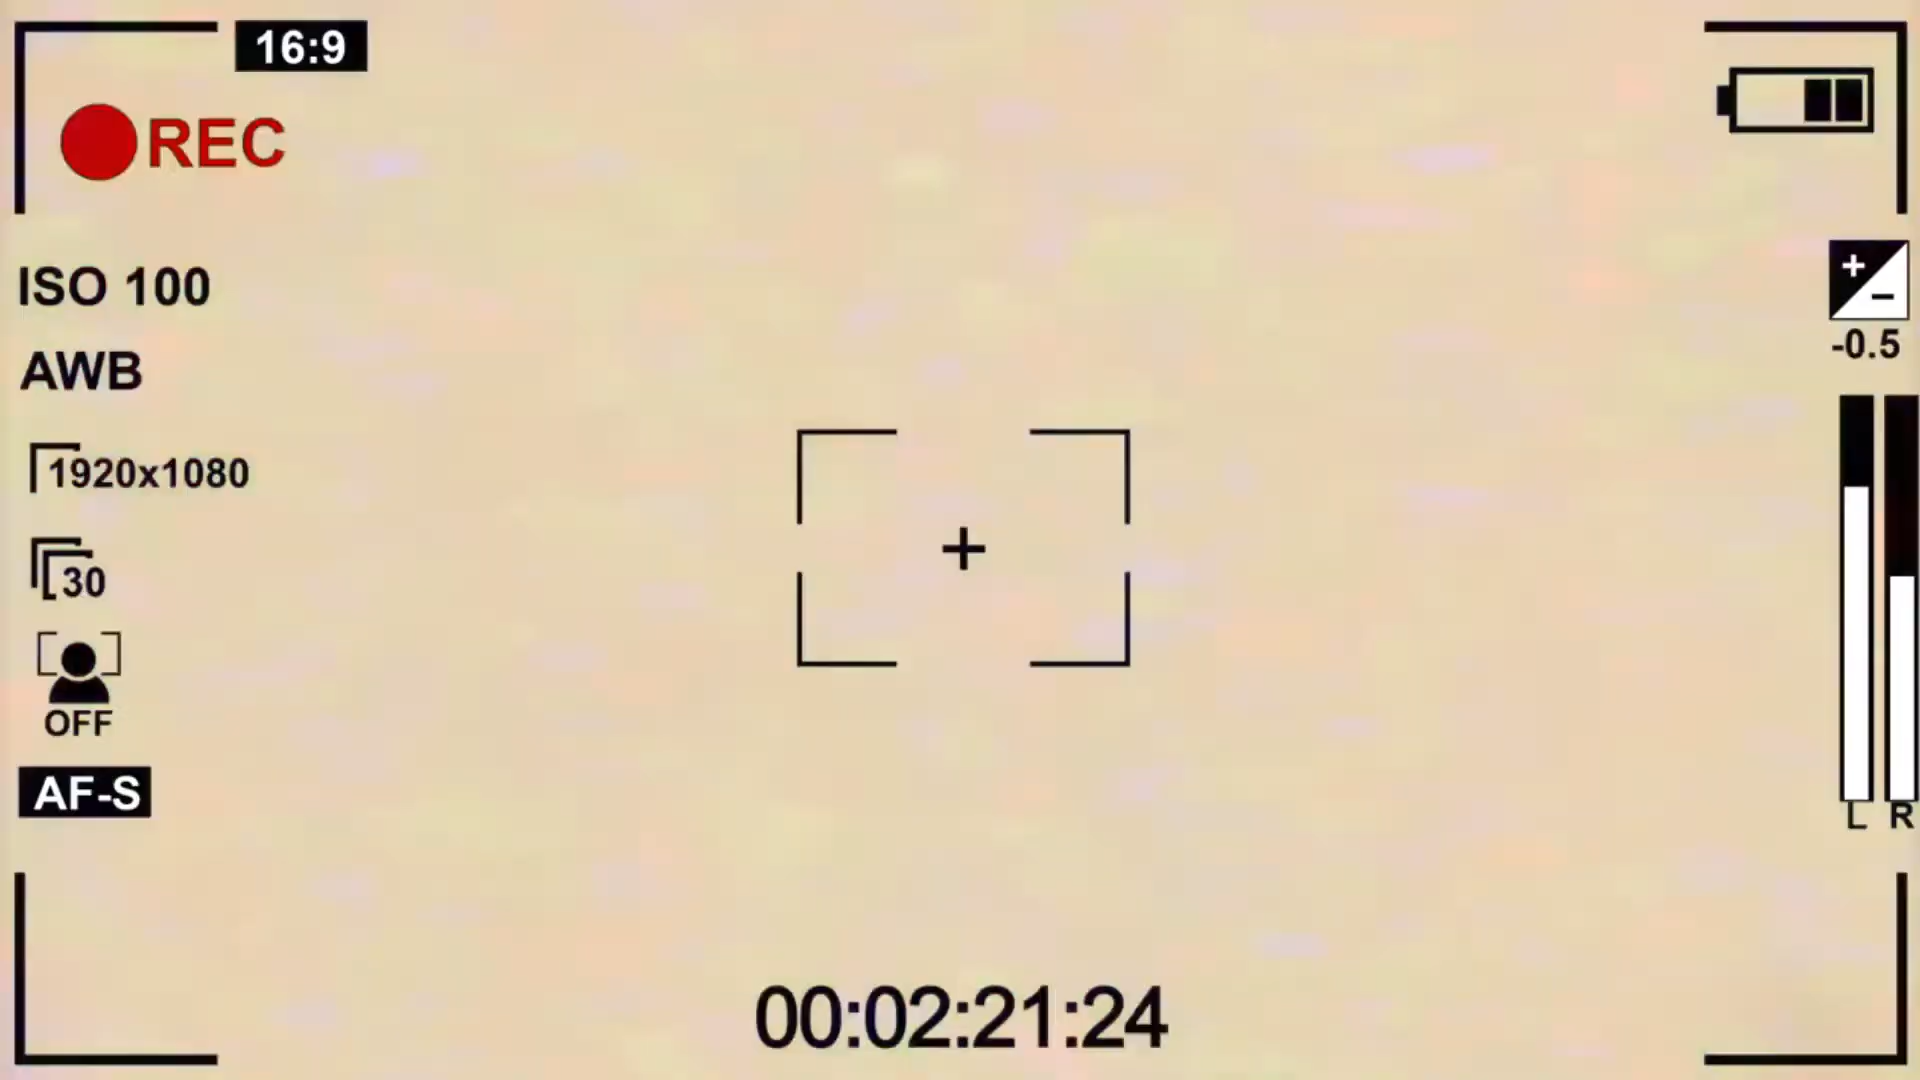 16:9
REC
ISO 100
AWB
1920x1080
30
OFF
AF-S
+
-
-0.5
L R
00:02:21:24